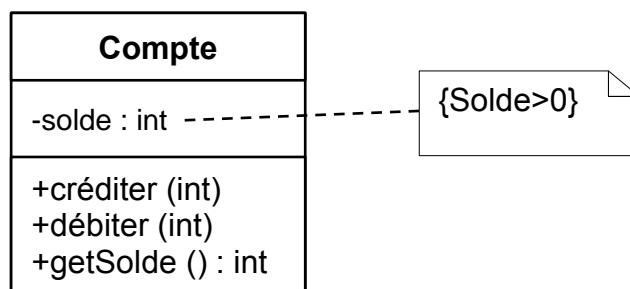 Compte
-solde : int
{Solde>0}
+créditer (int)
+débiter (int)
+getSolde () : int